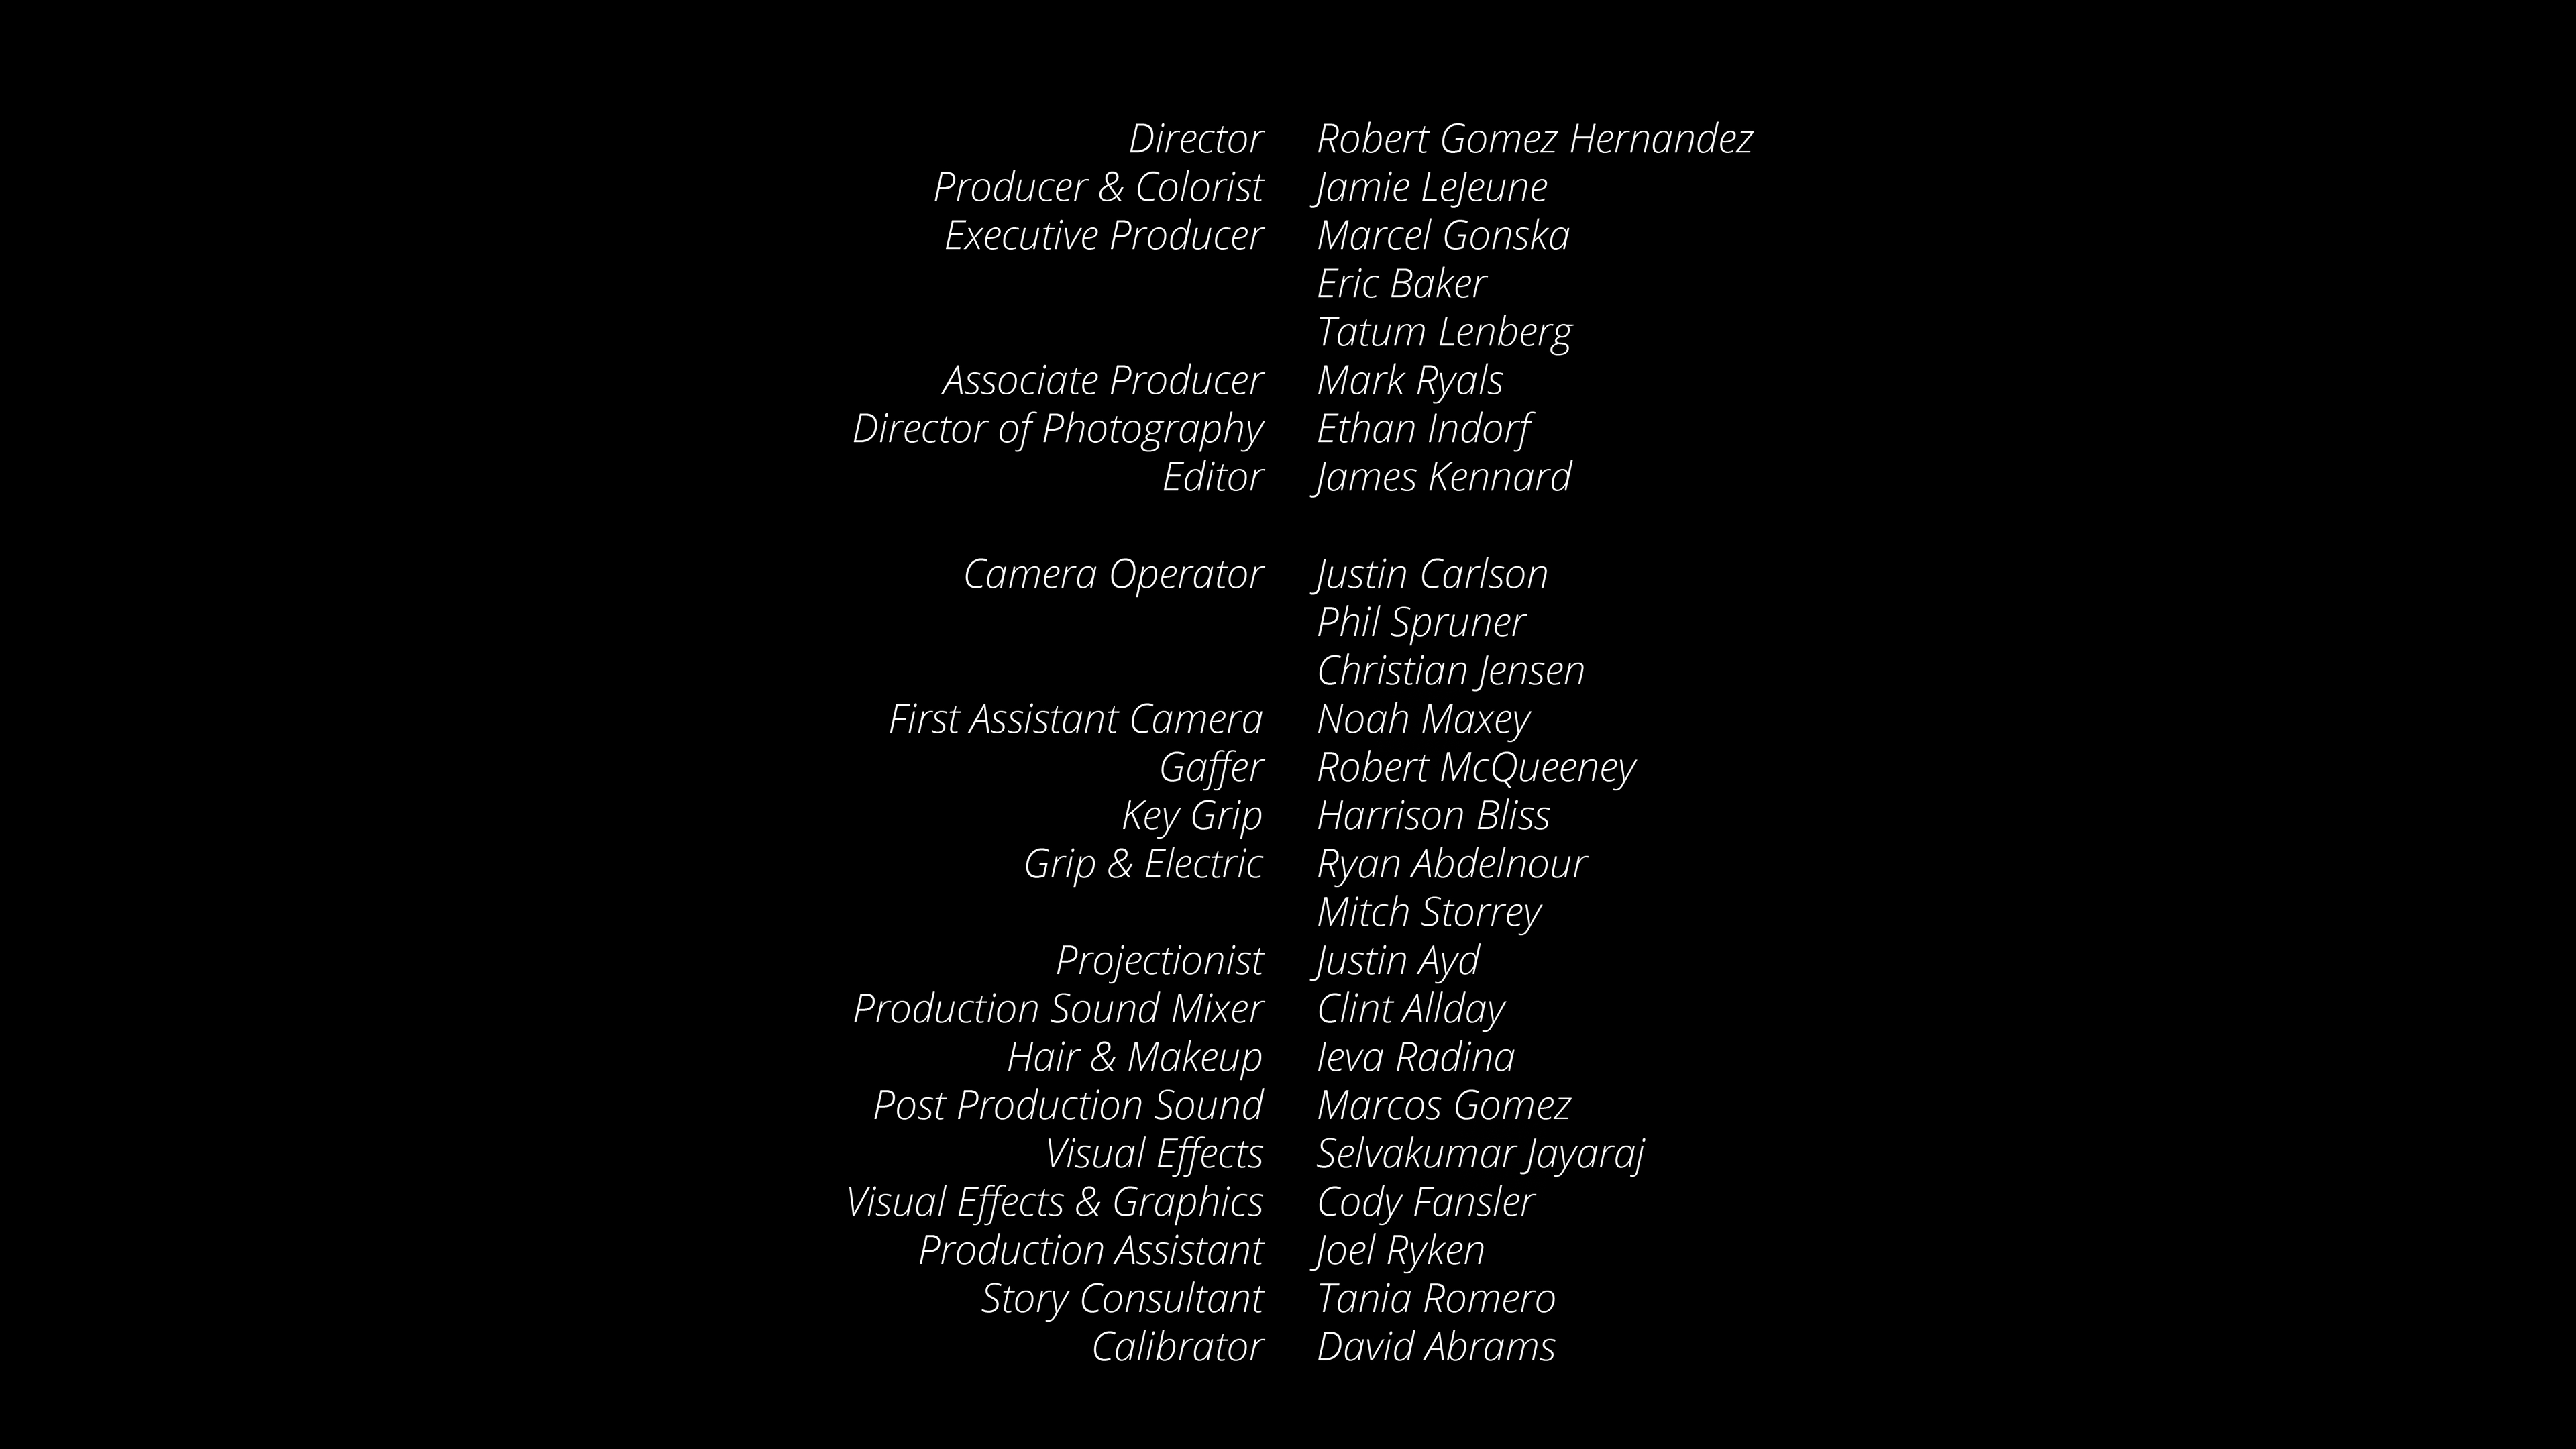 Director Robert Gomez Hernandez
Producer & Colorist Jamie LeJeune
Executive Producer Marcel Gonska
Eric Baker
Tatum Lenberg
Associate Producer Mark Ryals
Director of Photography Ethan Indorf
Editor James Kennard
Camera Operator Justin Carlson
Phil Spruner
Christian Jensen
First Assistant Camera Noah Maxey
Gaffer Robert McQueeney
Key Grip Harrison Bliss
Grip & Electric Ryan Abdelnour
Mitch Storrey
Projectionist Justin Ayd
Production Sound Mixer Clint Allday
Hair & Makeup Ieva Radina
Post Production Sound Marcos Gomez
Visual Effects Selvakumar Jayaraj
Visual Effects & Graphics Cody Fansler
Production Assistant Joel Ryken
Story Consultant Tania Romero
Calibrator David Abrams